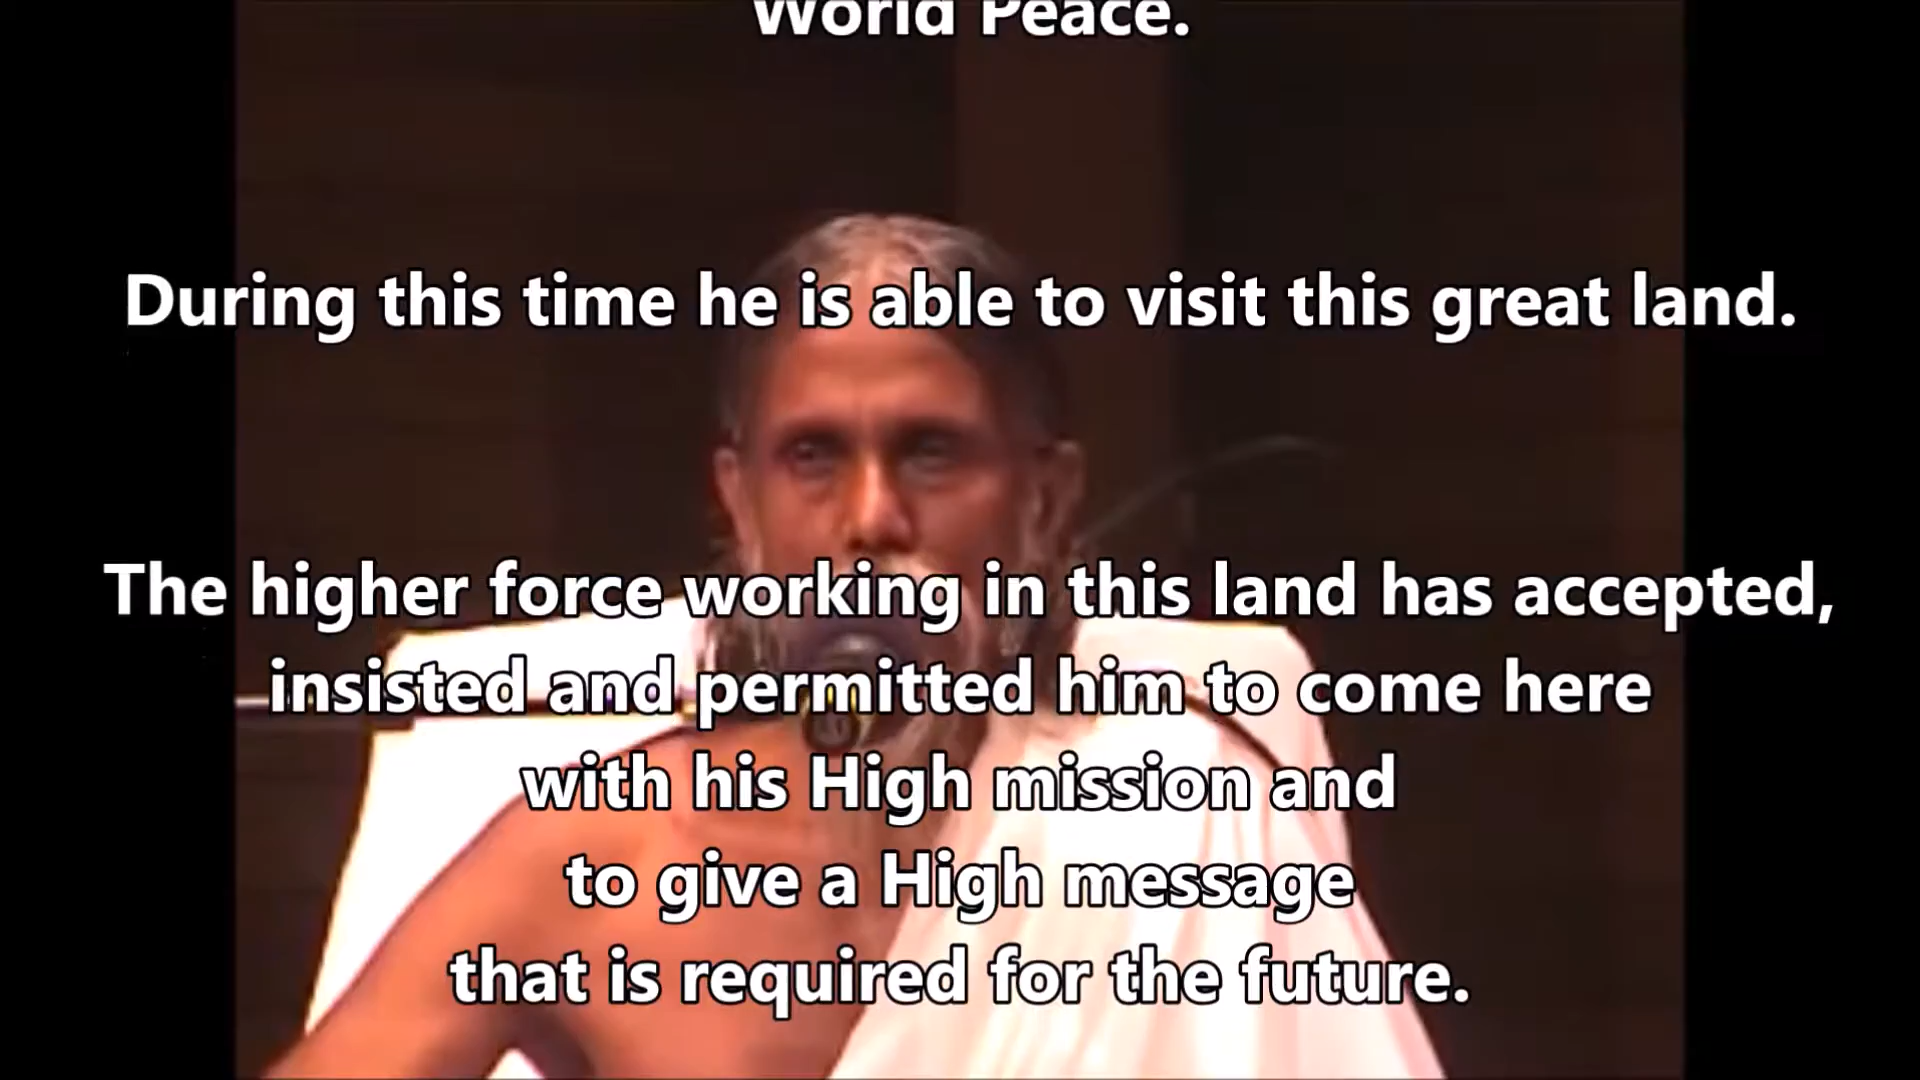 World Peace.
During this time he is able to visit this great land.
The higher force working in this land has accepted,
insisted and permitted him to come here
with his High mission and
to give a High message
that is required for the future.